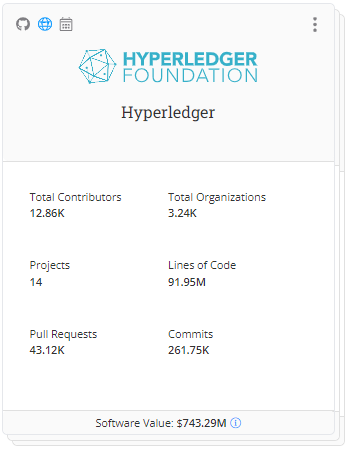 HYPERLEDGER
FOUNDATION
Hyperledger
Total Contributors
12.86K
Total Organizations
3.24K
Projects
14
Lines of Code
91.95M
Pull Requests
43.12K
Commits
261.75K
Software Value: $743.29M